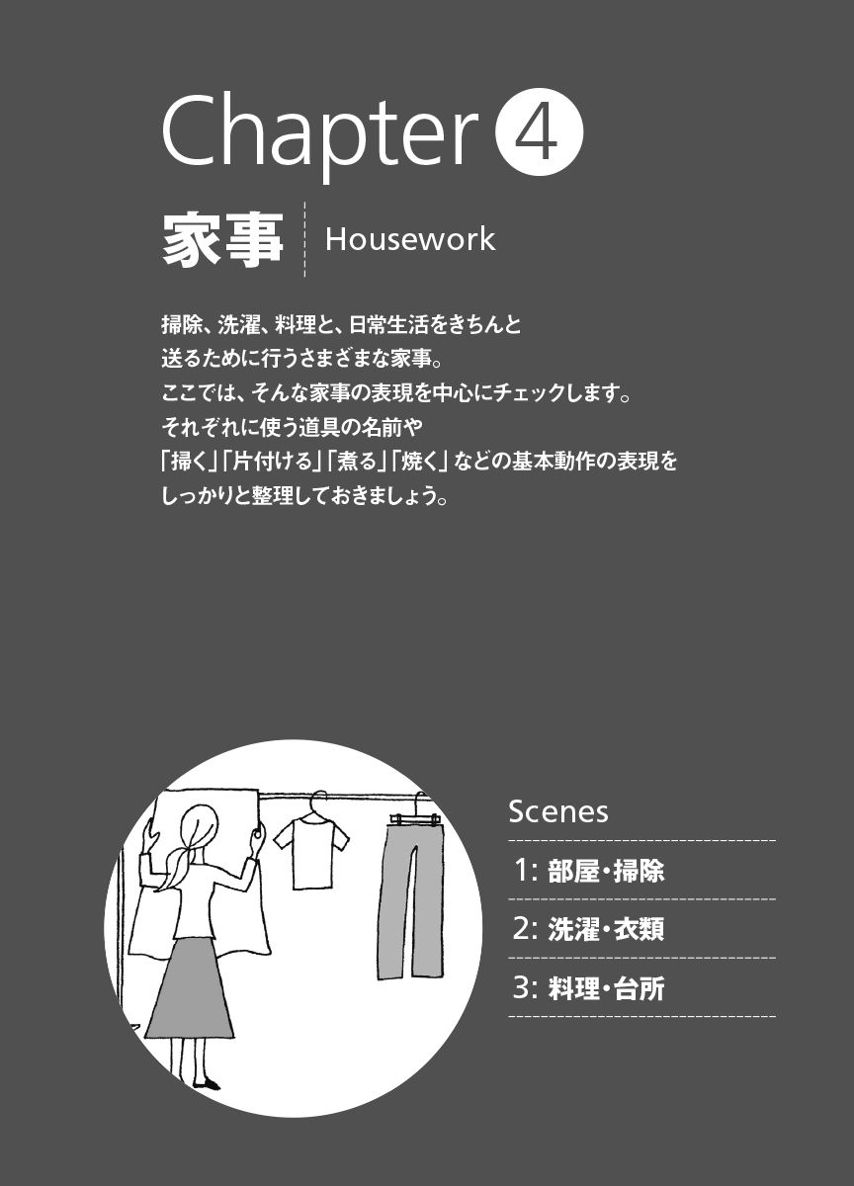 Chapter 4
家事 Housework
掃除、洗濯、料理と、日常生活をきちんと
送るために行うさまざまな家事。
ここでは、そんな家事の表現を中心にチェックします。
それぞれに使う道具の名前や
「掃く」「片付ける」「煮る」「焼く」などの基本動作の表現を
しっかりと整理しておきましょう。
Scenes
1: 部屋・掃除
2: 洗濯・衣類
3: 料理・台所